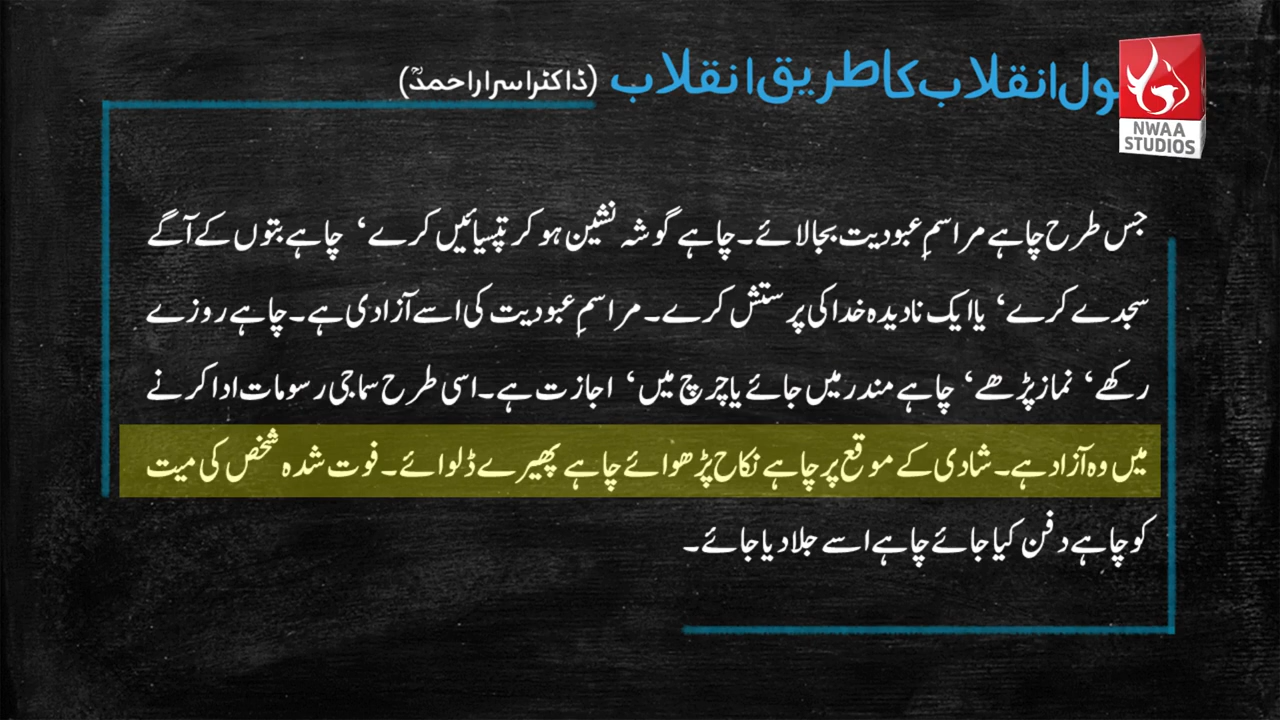 انقلاب کا طریق انقلاب (ڈاکٹر اسرار احمدؒ)
NWAA
STUDIOS
جس طرح چاہے مراسمِ عبودیت بجا لائے۔ چاہے گوشہ نشین ہو کر تپسیائیں کرے‘ چاہے بتوں کے آگے
سجدے کرے‘ یا ایک نادیدہ خدا کی پرستش کرے۔ مراسمِ عبودیت کی اسے آزادی ہے۔ چاہے روزے
رکھے‘ نماز پڑھے‘ چاہے مندر میں جائے یا چرچ میں‘ اجازت ہے۔ اسی طرح سماجی رسومات ادا کرنے
میں وہ آزاد ہے۔ شادی کے موقع پر چاہے نکاح پڑھوائے چاہے پھیرے ڈلوائے۔ فوت شدہ شخص کی میت
کو چاہے دفن کیا جائے چاہے اسے جلا دیا جائے۔